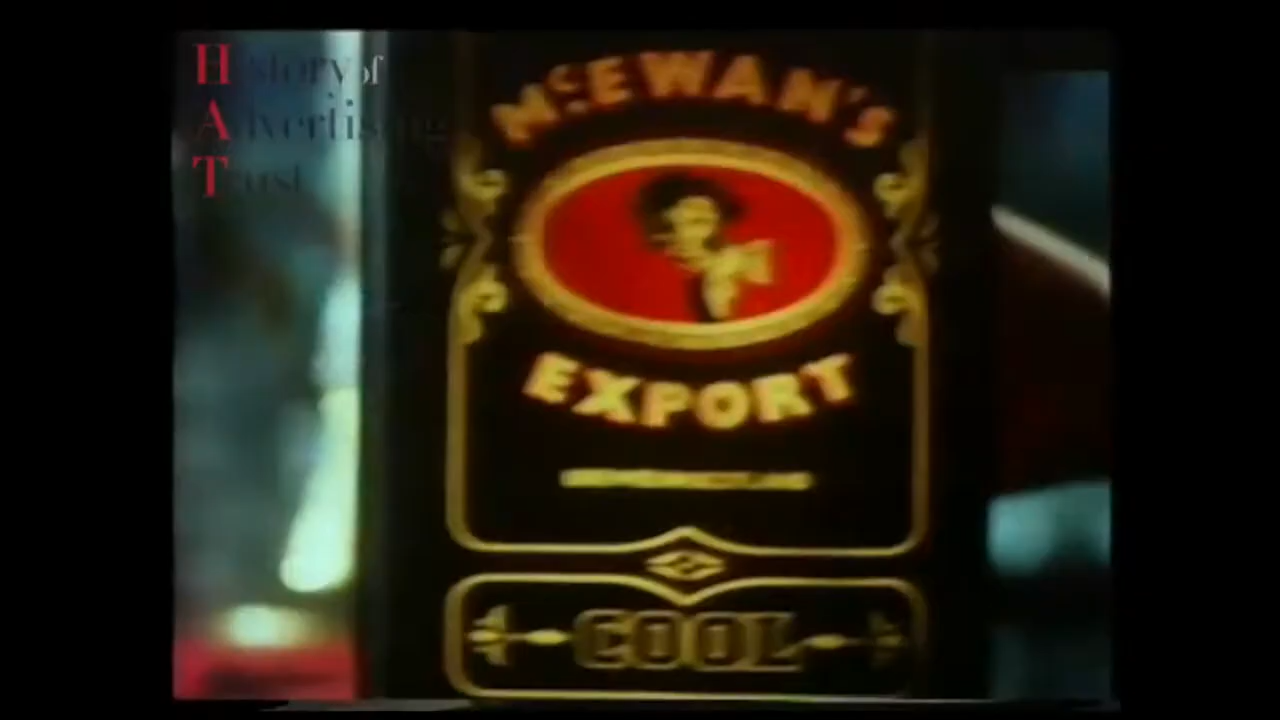 History of
Advertising
Trust
McEWAN'S
EXPORT
COOL